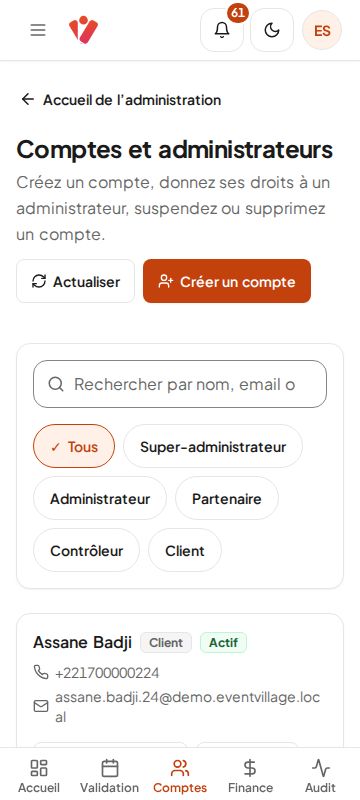 61
ES
Accueil de l'administration
Comptes et administrateurs
Créez un compte, donnez ses droits à un
administrateur, suspendez ou supprimez
un compte.
Actualiser
Créer un compte
Rechercher par nom, email o
✓ Tous
Super-administrateur
Administrateur
Partenaire
Contrôleur
Client
Assane Badji
Client
Actif
+221700000224
assane.badji.24@demo.eventvillage.loc
al
Accueil
Validation
Comptes
Finance
Audit